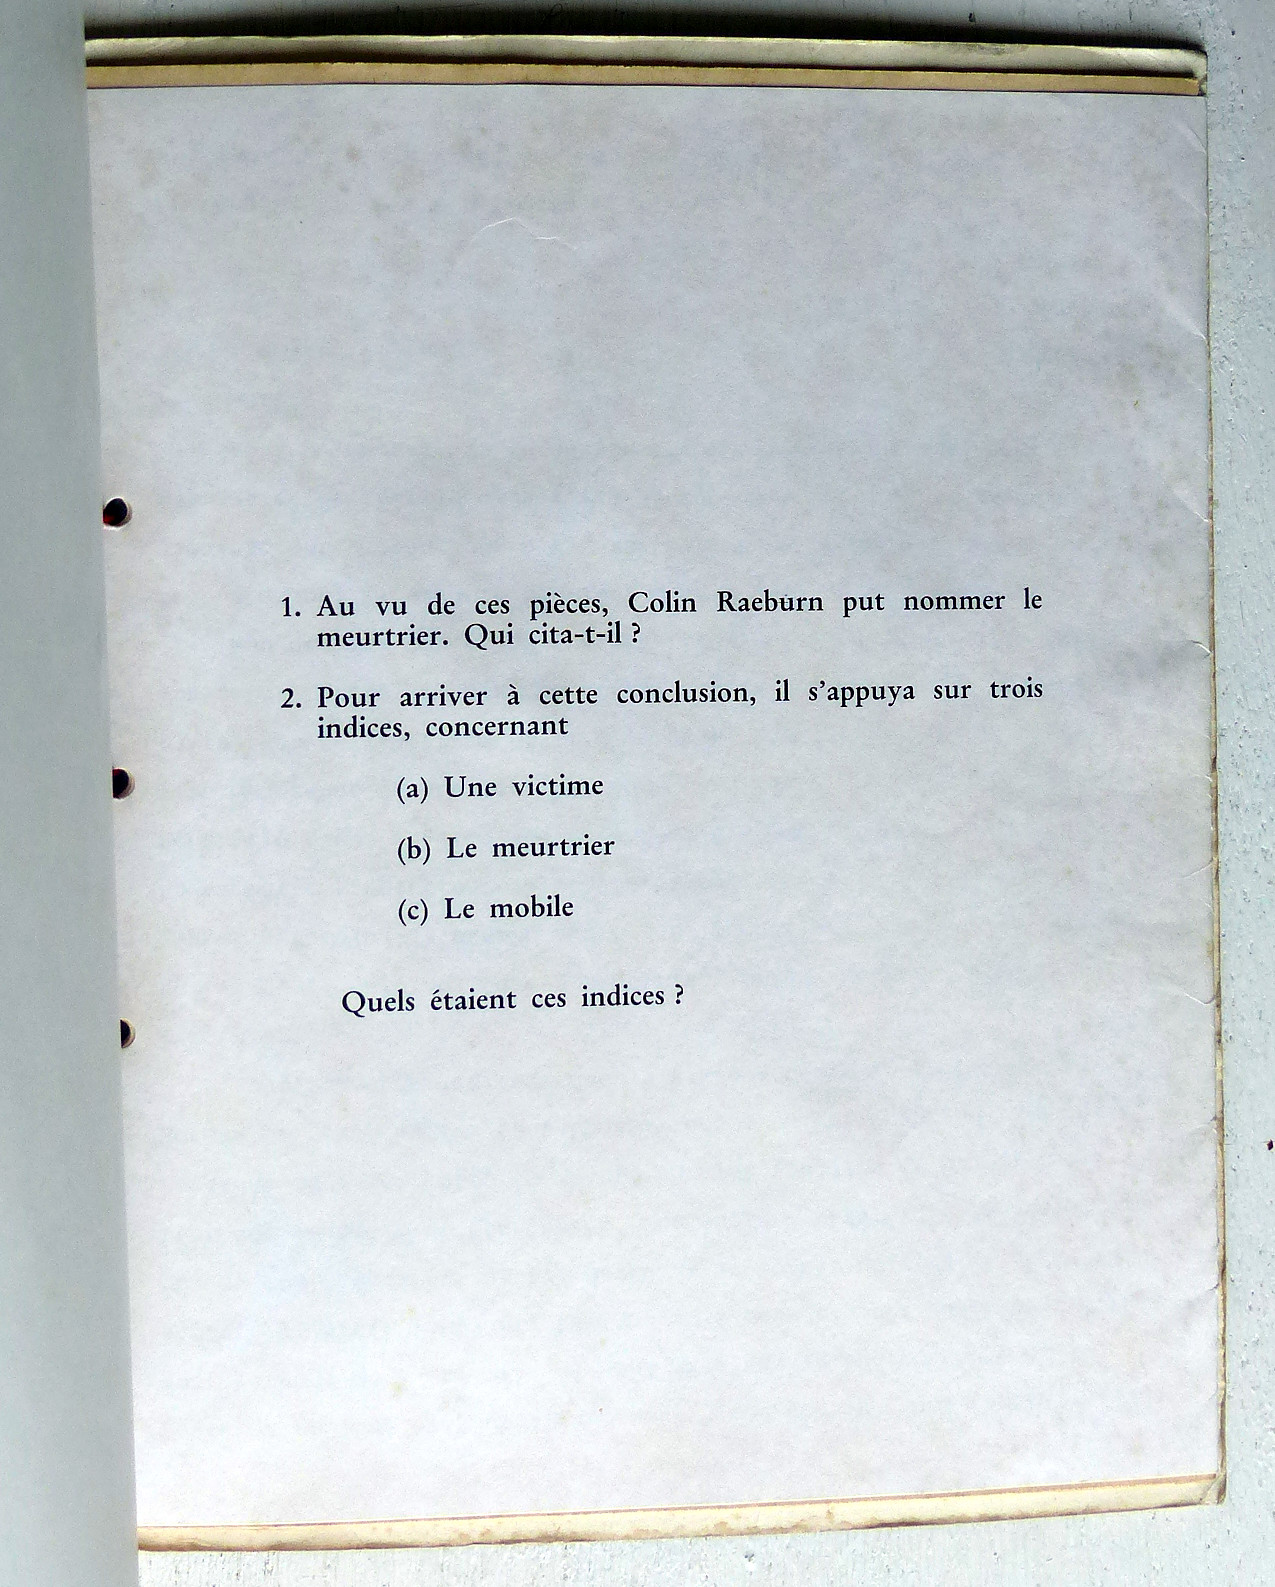 1. Au vu de ces pièces, Colin Raeburn put nommer le
meurtrier. Qui cita-t-il ?
2. Pour arriver à cette conclusion, il s'appuya sur trois
indices, concernant
(a) Une victime
(b) Le meurtrier
(c) Le mobile
Quels étaient ces indices ?